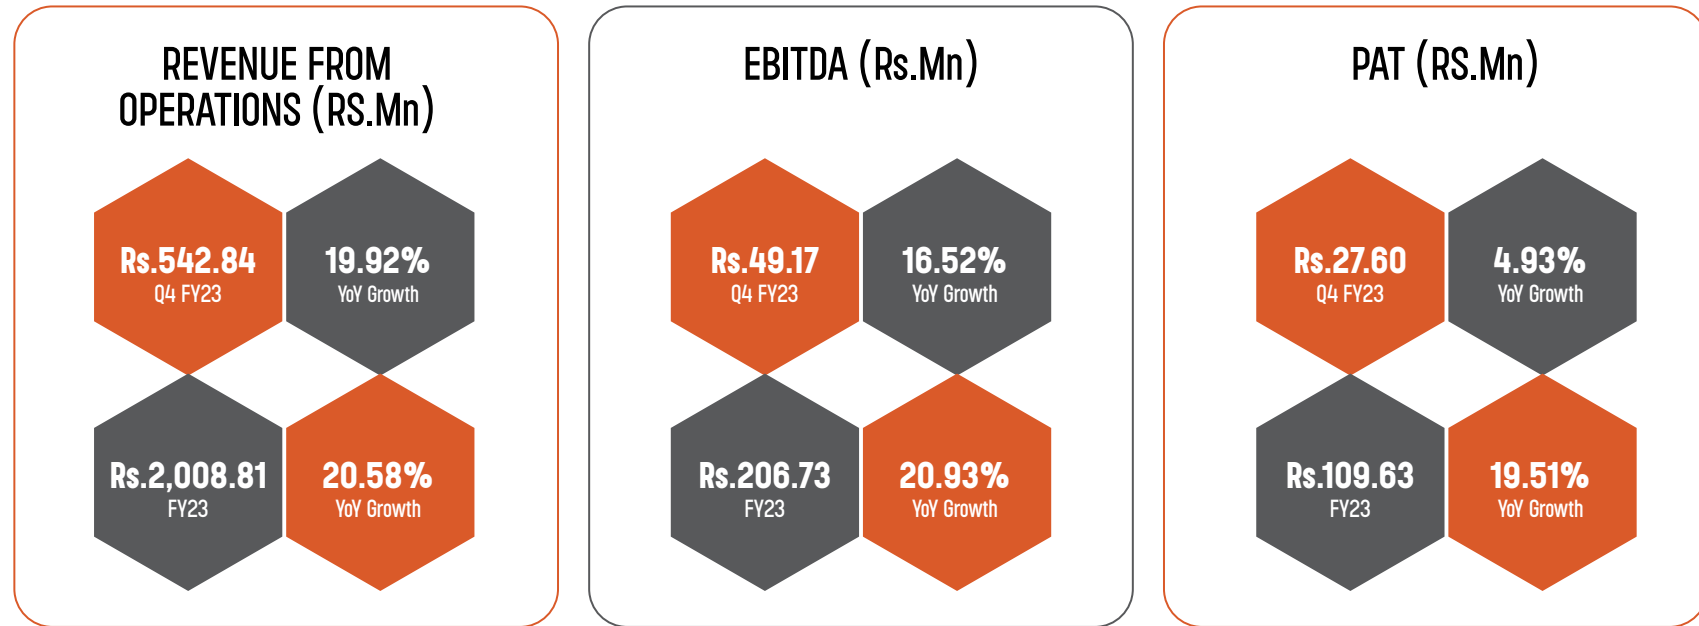 REVENUE FROM
OPERATIONS (RS.Mn)
Rs.542.84
Q4 FY23
19.92%
YoY Growth
Rs.2,008.81
FY23
20.58%
YoY Growth
EBITDA (Rs.Mn)
Rs.49.17
Q4 FY23
16.52%
YoY Growth
Rs.206.73
FY23
20.93%
YoY Growth
PAT (RS.Mn)
Rs.27.60
Q4 FY23
4.93%
YoY Growth
Rs.109.63
FY23
19.51%
YoY Growth